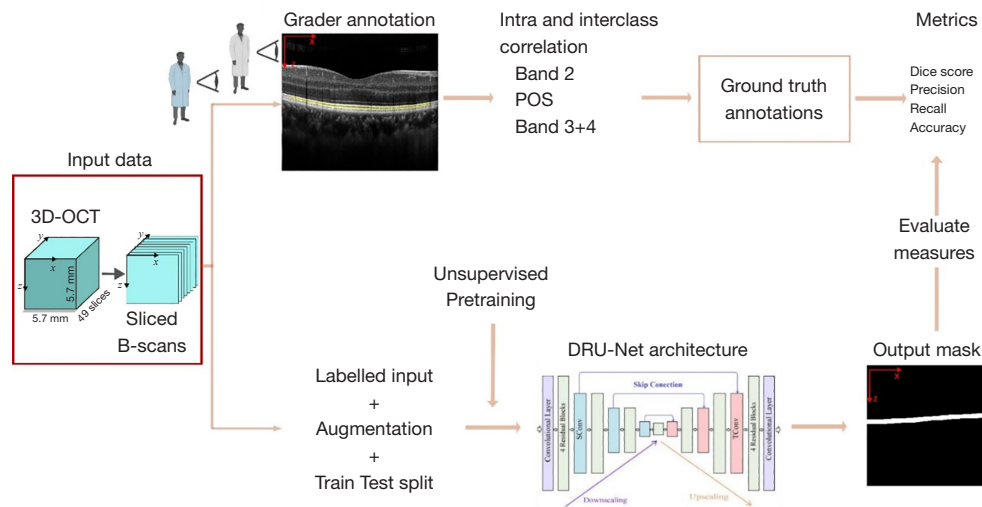 Grader annotation
x
z
Intra and interclass
correlation
Band 2
POS
Band 3+4
Ground truth
annotations
Metrics
Dice score
Precision
Recall
Accuracy
Input data
3D-OCT
y
x
z
5.7 mm
5.7 mm
49 slices
y
x
z
Sliced
B-scans
Evaluate
measures
Unsupervised
Pretraining
Labelled input
+
Augmentation
+
Train Test split
DRU-Net architecture
Skip Conection
Convolutional Layer
4 Residual Blocks
SConv
TConv
4 Residual Blocks
Convolutional Layer
Downscaling
Upscaling
Output mask
X
Z